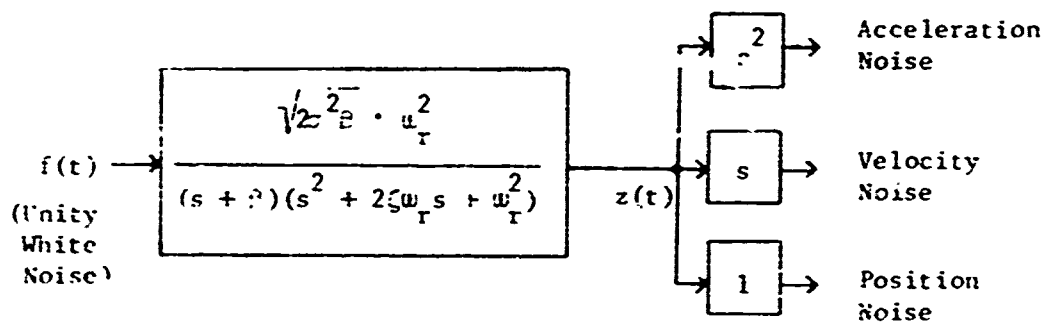 Acceleration
Noise
f(t)
(Unity
White
Noise)
(s + )(s² + 2ζω_r s + ω_r²)
z(t)
s
Velocity
Noise
1
Position
Noise